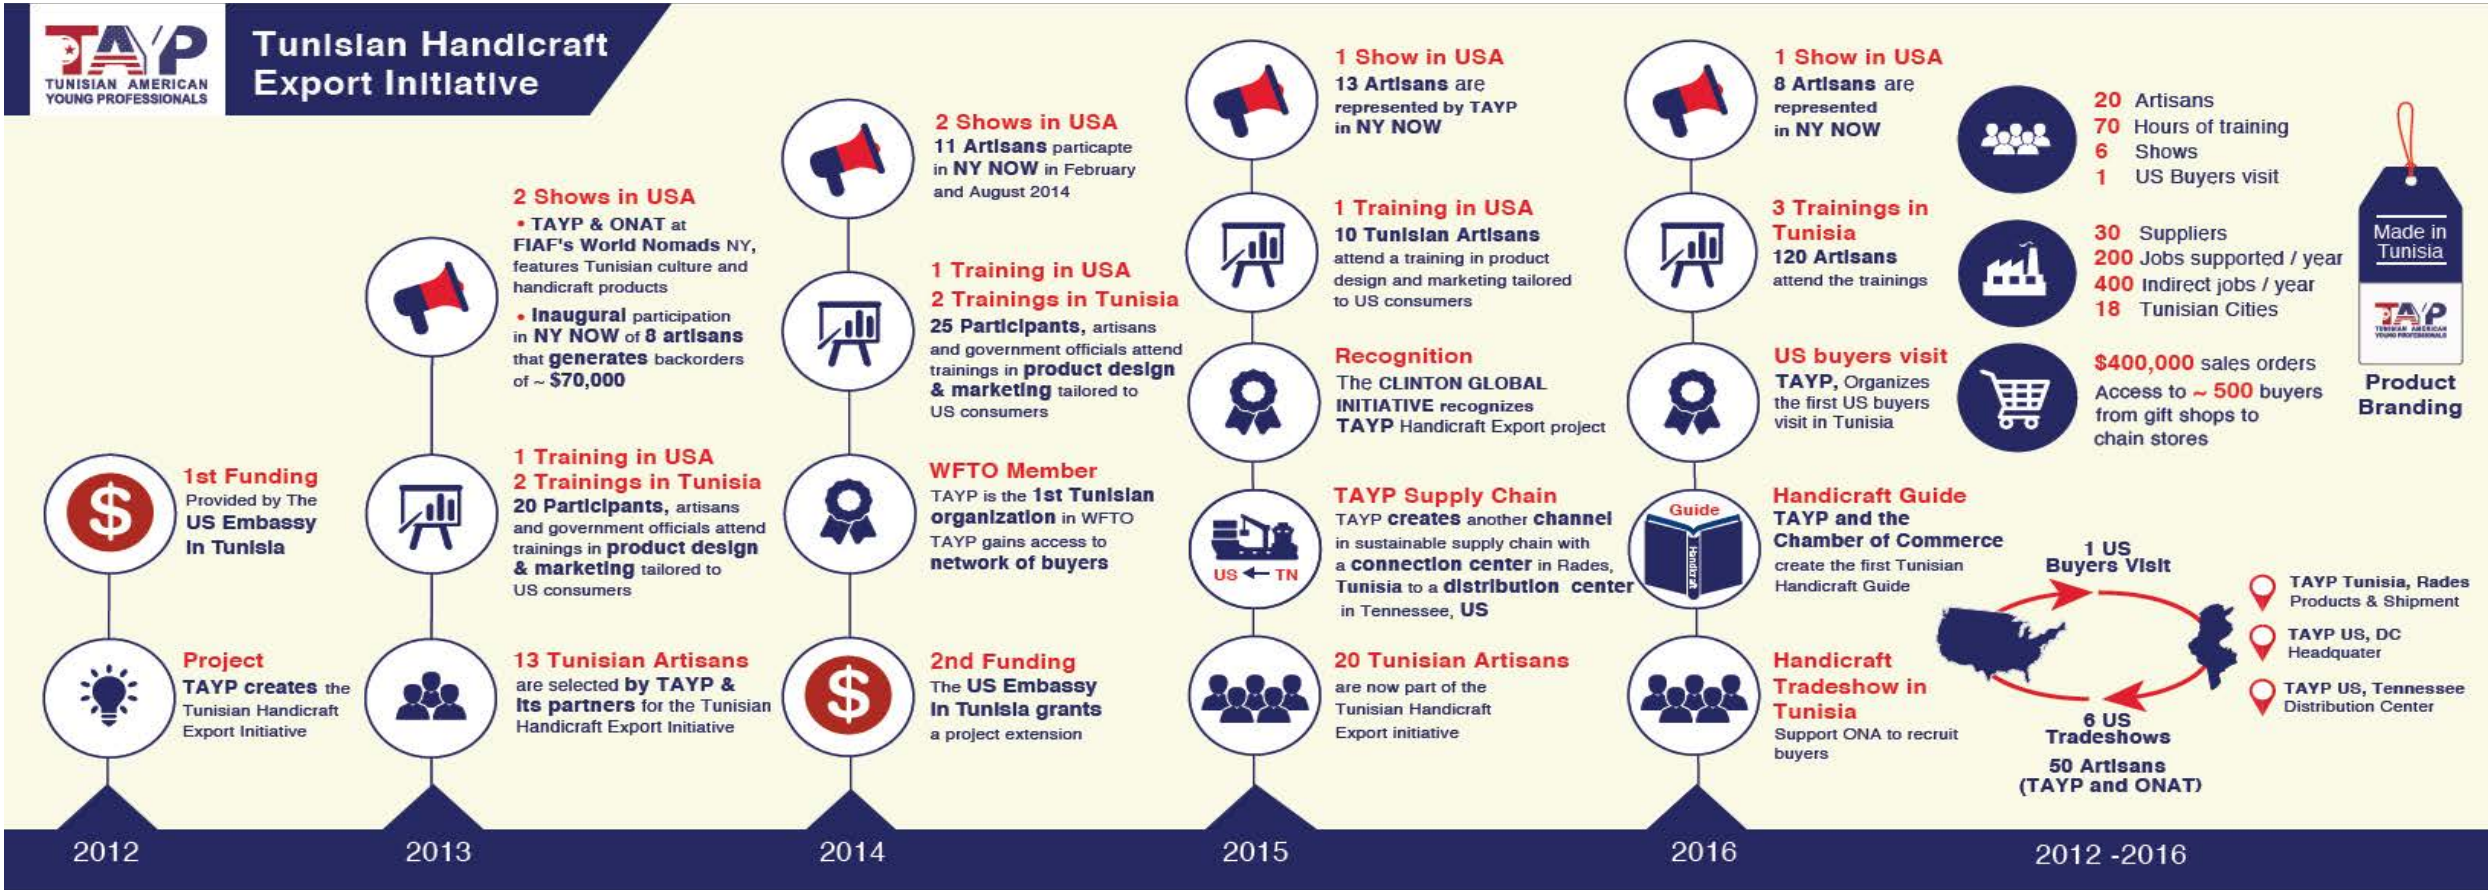 TAYP
TUNISIAN AMERICAN
YOUNG PROFESSIONALS
Tunisian Handicraft
Export Initiative
1st Funding
Provided by The
US Embassy
in Tunisia
Project
TAYP creates the
Tunisian Handicraft
Export Initiative
2012
2 Shows in USA
• TAYP & ONAT at
FIAF's World Nomads NY,
features Tunisian culture and
handicraft products
• Inaugural participation
in NY NOW of 8 artisans
that generates backorders
of ~ $70,000
1 Training in USA
2 Trainings in Tunisia
20 Participants, artisans
and government officials attend
trainings in product design
& marketing tailored to
US consumers
13 Tunisian Artisans
are selected by TAYP &
its partners for the Tunisian
Handicraft Export Initiative
2013
2 Shows in USA
11 Artisans particapte
in NY NOW in February
and August 2014
1 Training in USA
2 Trainings in Tunisia
25 Participants, artisans
and government officials attend
trainings in product design
& marketing tailored to
US consumers
WFTO Member
TAYP is the 1st Tunisian
organization in WFTO
TAYP gains access to
network of buyers
2nd Funding
The US Embassy
in Tunisia grants
a project extension
2014
1 Show in USA
13 Artisans are
represented by TAYP
in NY NOW
1 Training in USA
10 Tunisian Artisans
attend a training in product
design and marketing tailored
to US consumers
Recognition
The CLINTON GLOBAL
INITIATIVE recognizes
TAYP Handicraft Export project
US ← TN
TAYP Supply Chain
TAYP creates another channel
in sustainable supply chain with
a connection center in Rades,
Tunisia to a distribution center
in Tennessee, US
20 Tunisian Artisans
are now part of the
Tunisian Handicraft
Export initiative
2015
1 Show in USA
8 Artisans are
represented
in NY NOW
3 Trainings in
Tunisia
120 Artisans
attend the trainings
US buyers visit
TAYP, Organizes
the first US buyers
visit in Tunisia
Guide
Handicraft
Handicraft Guide
TAYP and the
Chamber of Commerce
create the first Tunisian
Handicraft Guide
Handicraft
Tradeshow in
Tunisia
Support ONA to recruit
buyers
2016
20 Artisans
70 Hours of training
6 Shows
1 US Buyers visit
30 Suppliers
200 Jobs supported / year
400 Indirect jobs / year
18 Tunisian Cities
$400,000 sales orders
Access to ~ 500 buyers
from gift shops to
chain stores
Made in
Tunisia
TAYP
TUNISIAN AMERICAN
YOUNG PROFESSIONALS
Product
Branding
1 US
Buyers Visit
6 US
Tradeshows
50 Artisans
(TAYP and ONAT)
TAYP Tunisia, Rades
Products & Shipment
TAYP US, DC
Headquater
TAYP US, Tennessee
Distribution Center
2012 -2016